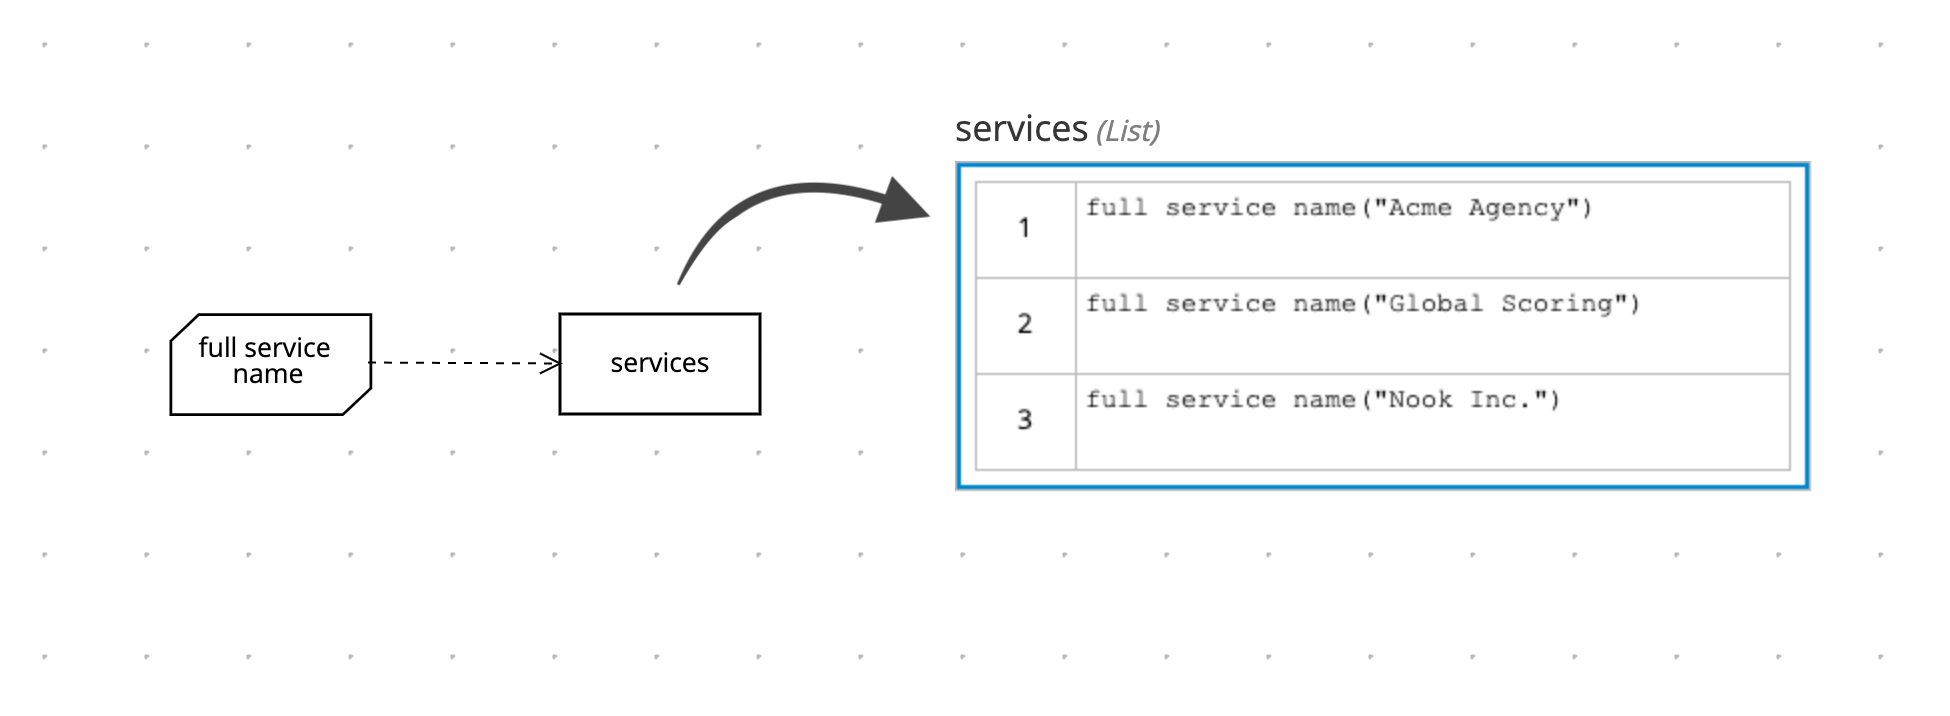 services (List)
1 full service name("Acme Agency")
2 full service name("Global Scoring")
3 full service name("Nook Inc.")
full service
name
services